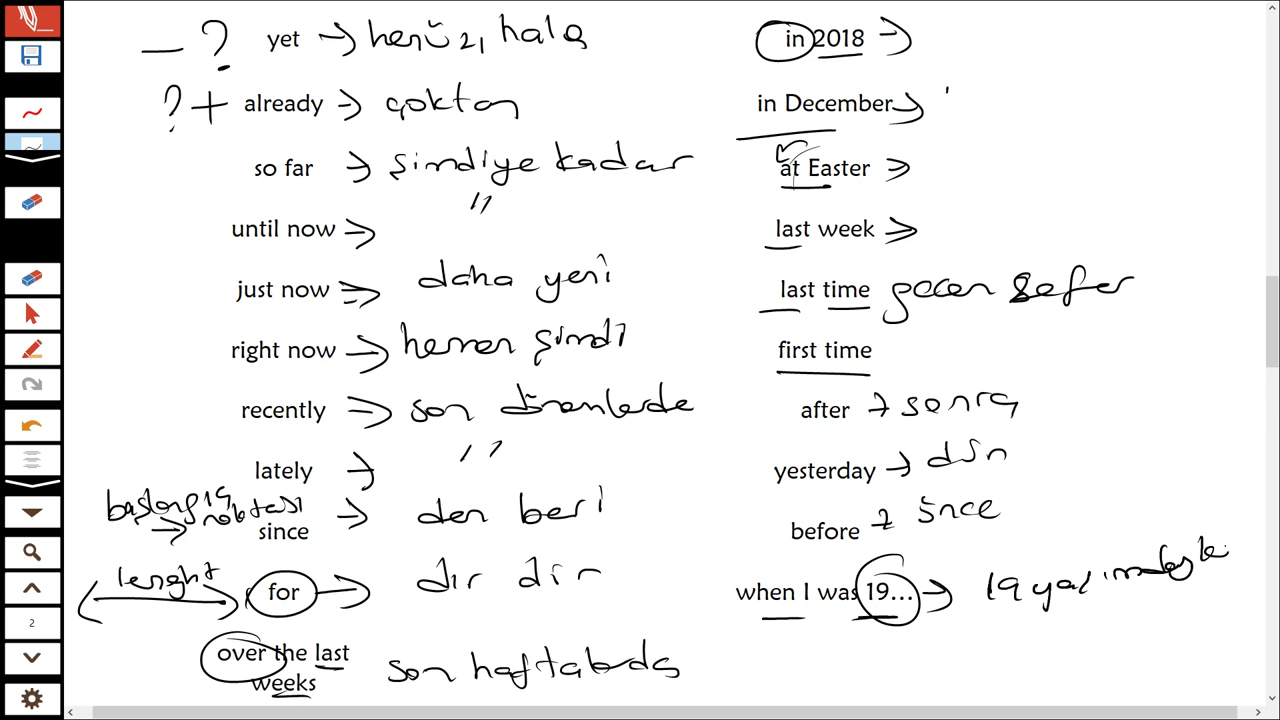 – ? yet → henüz, hala
? + already → çoktan
so far → şimdiye kadar
until now → "
just now → daha yeni
right now → hemen şimdi
recently → son dönemlerde
lately → "
başlangıç noktası
→ since → den beri
lenght
for → dır dir
over the last weeks son haftalarda
in 2018 →
in December →
at Easter →
last week →
last time geçen sefer
first time
after → sonra
yesterday → dün
before → önce
when I was 19... → 19 yaşımdayken
2